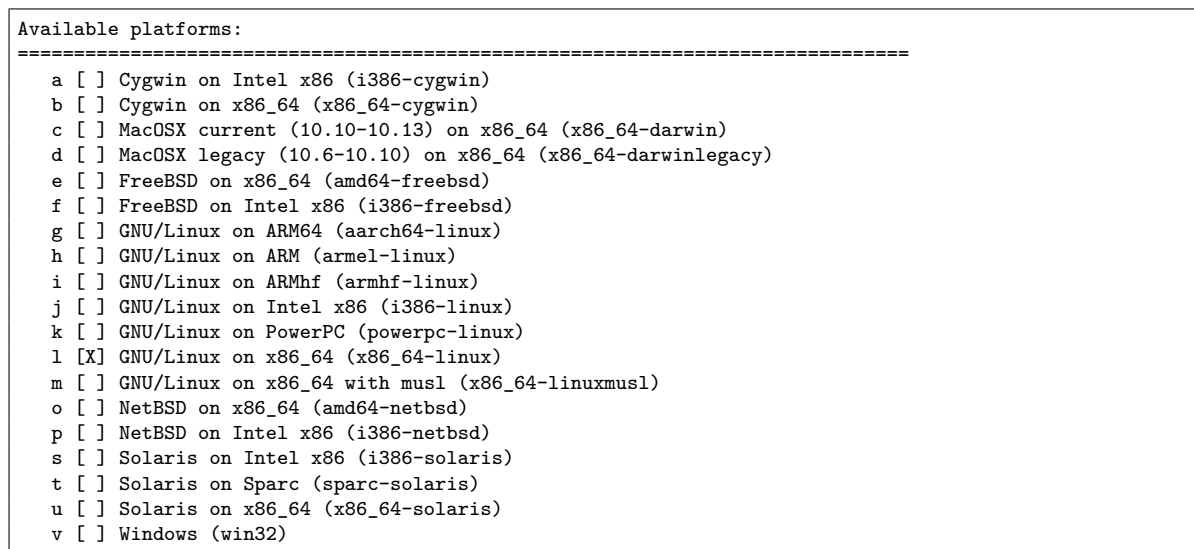 Available platforms:
===============================================================================
   a [ ] Cygwin on Intel x86 (i386-cygwin)
   b [ ] Cygwin on x86_64 (x86_64-cygwin)
   c [ ] MacOSX current (10.10-10.13) on x86_64 (x86_64-darwin)
   d [ ] MacOSX legacy (10.6-10.10) on x86_64 (x86_64-darwinlegacy)
   e [ ] FreeBSD on x86_64 (amd64-freebsd)
   f [ ] FreeBSD on Intel x86 (i386-freebsd)
   g [ ] GNU/Linux on ARM64 (aarch64-linux)
   h [ ] GNU/Linux on ARM (armel-linux)
   i [ ] GNU/Linux on ARMhf (armhf-linux)
   j [ ] GNU/Linux on Intel x86 (i386-linux)
   k [ ] GNU/Linux on PowerPC (powerpc-linux)
   l [X] GNU/Linux on x86_64 (x86_64-linux)
   m [ ] GNU/Linux on x86_64 with musl (x86_64-linuxmusl)
   o [ ] NetBSD on x86_64 (amd64-netbsd)
   p [ ] NetBSD on Intel x86 (i386-netbsd)
   s [ ] Solaris on Intel x86 (i386-solaris)
   t [ ] Solaris on Sparc (sparc-solaris)
   u [ ] Solaris on x86_64 (x86_64-solaris)
   v [ ] Windows (win32)